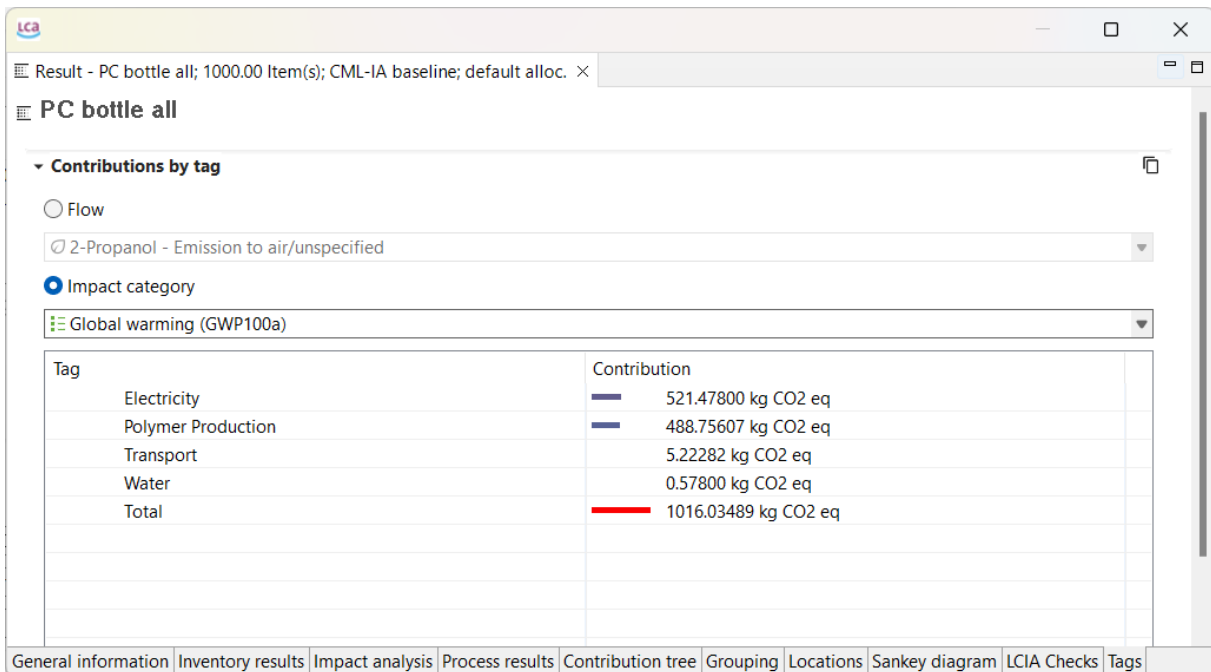 LCA
Result - PC bottle all; 1000.00 Item(s); CML-IA baseline; default alloc.
PC bottle all
Contributions by tag
Flow
2-Propanol - Emission to air/unspecified
Impact category
Global warming (GWP100a)
Tag Contribution
Electricity 521.47800 kg CO2 eq
Polymer Production 488.75607 kg CO2 eq
Transport 5.22282 kg CO2 eq
Water 0.57800 kg CO2 eq
Total 1016.03489 kg CO2 eq
General information Inventory results Impact analysis Process results Contribution tree Grouping Locations Sankey diagram LCIA Checks Tags